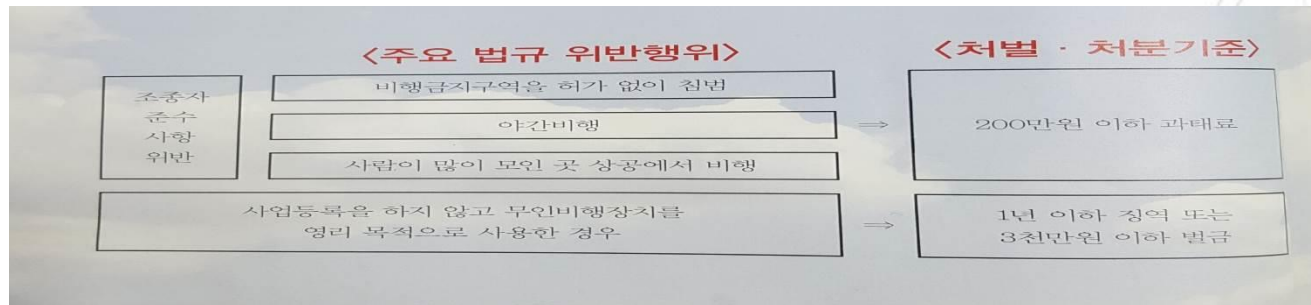 <주요 법규 위반행위>
<처벌 · 처분기준>
조종사
준수
사항
위반
비행금지구역을 허가 없이 침범
야간비행
사람이 많이 모인 곳 상공에서 비행
⇒
200만원 이하 과태료
사업등록을 하지 않고 무인비행장치를
영리 목적으로 사용한 경우
⇒
1년 이하 징역 또는
3천만원 이하 벌금